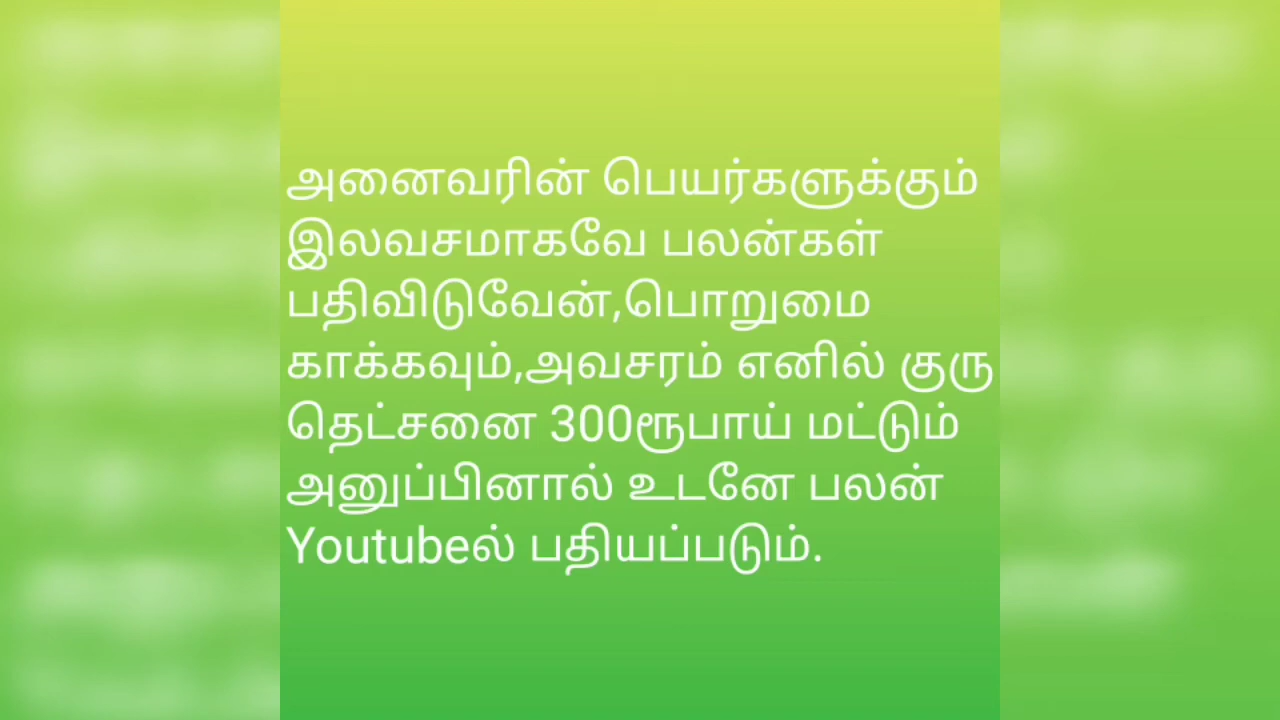 அனைவரின் பெயர்களுக்கும்
இலவசமாகவே பலன்கள்
பதிவிடுவேன்,பொறுமை
காக்கவும்,அவசரம் எனில் குரு
தெட்சனை 300ரூபாய் மட்டும்
அனுப்பினால் உடனே பலன்
Youtubeல் பதியப்படும்.